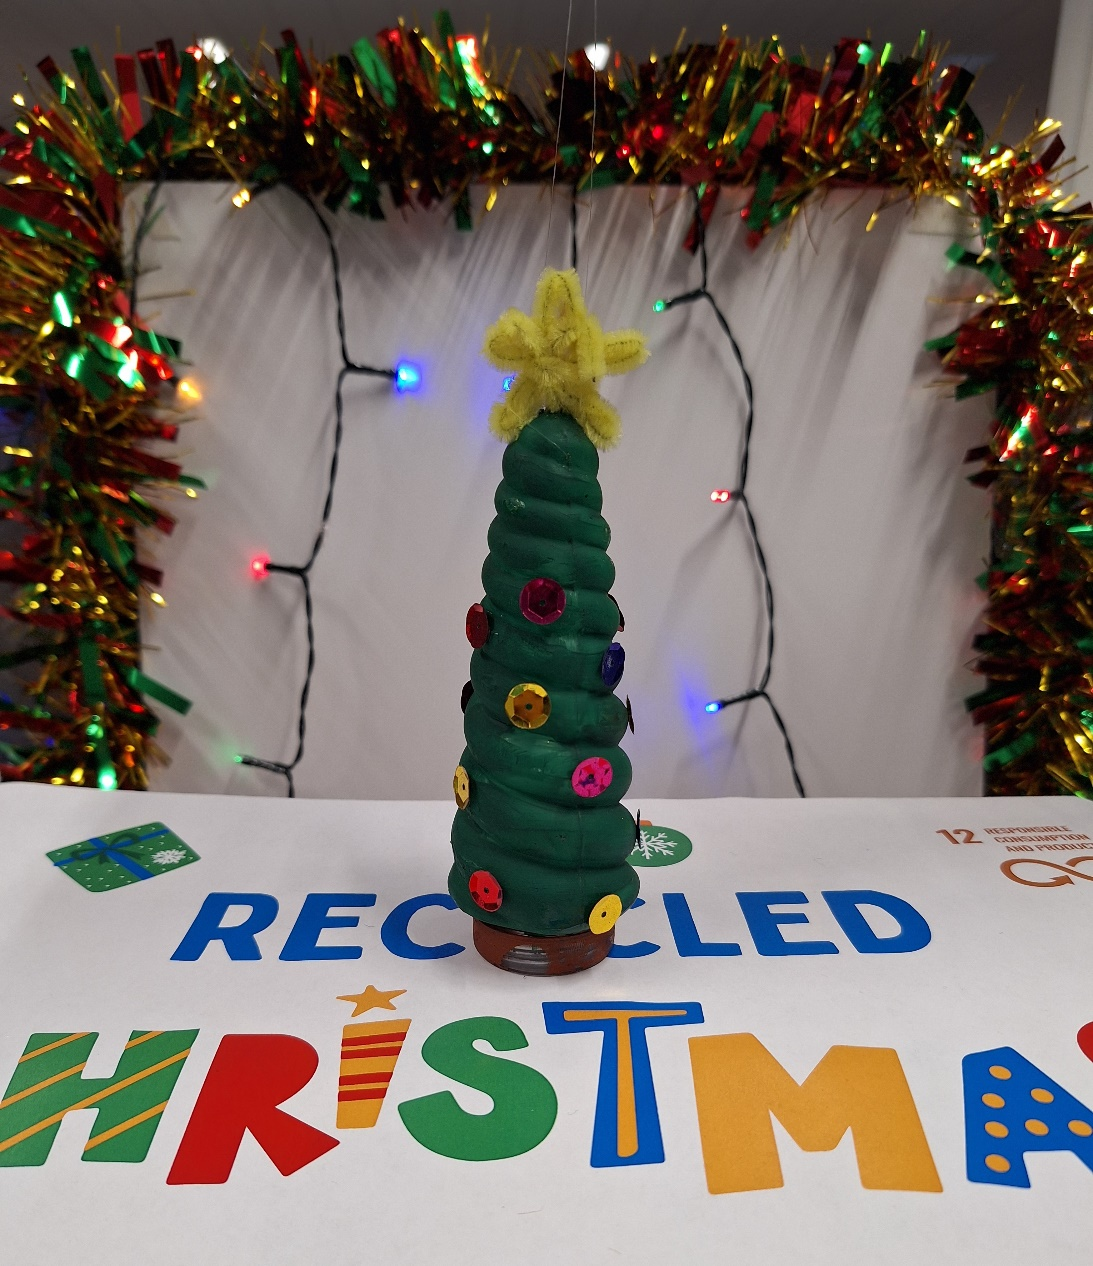 12 RESPONSIBLE
CONSUMPTION
AND PRODUC
REC CLED
HRISTMA